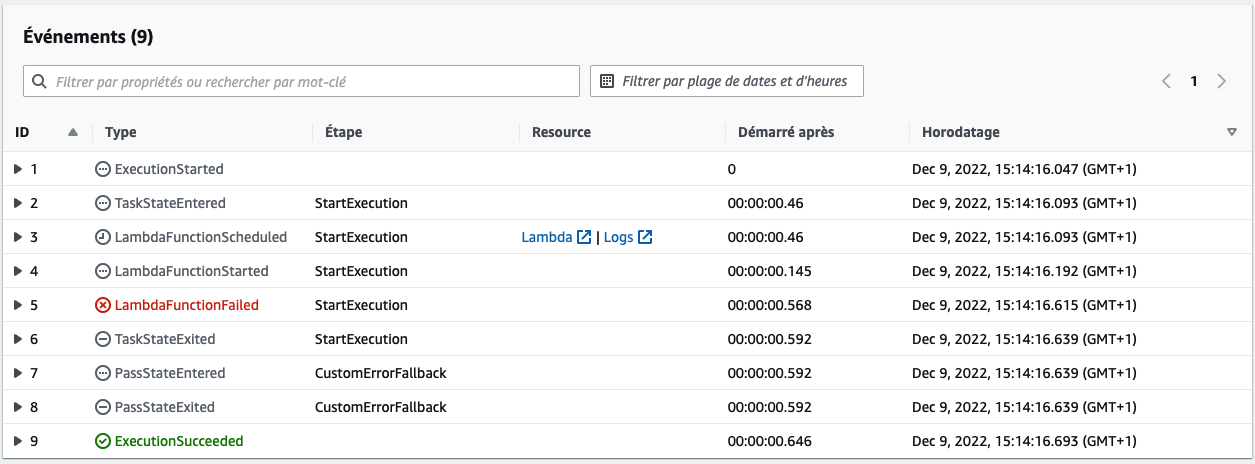 Événements (9)
Filtrer par propriétés ou rechercher par mot-clé Filtrer par plage de dates et d'heures 1
ID Type Étape Resource Démarré après Horodatage
1 ExecutionStarted 0 Dec 9, 2022, 15:14:16.047 (GMT+1)
2 TaskStateEntered StartExecution 00:00:00.46 Dec 9, 2022, 15:14:16.093 (GMT+1)
3 LambdaFunctionScheduled StartExecution Lambda | Logs 00:00:00.46 Dec 9, 2022, 15:14:16.093 (GMT+1)
4 LambdaFunctionStarted StartExecution 00:00:00.145 Dec 9, 2022, 15:14:16.192 (GMT+1)
5 LambdaFunctionFailed StartExecution 00:00:00.568 Dec 9, 2022, 15:14:16.615 (GMT+1)
6 TaskStateExited StartExecution 00:00:00.592 Dec 9, 2022, 15:14:16.639 (GMT+1)
7 PassStateEntered CustomErrorFallback 00:00:00.592 Dec 9, 2022, 15:14:16.639 (GMT+1)
8 PassStateExited CustomErrorFallback 00:00:00.592 Dec 9, 2022, 15:14:16.639 (GMT+1)
9 ExecutionSucceeded 00:00:00.646 Dec 9, 2022, 15:14:16.693 (GMT+1)